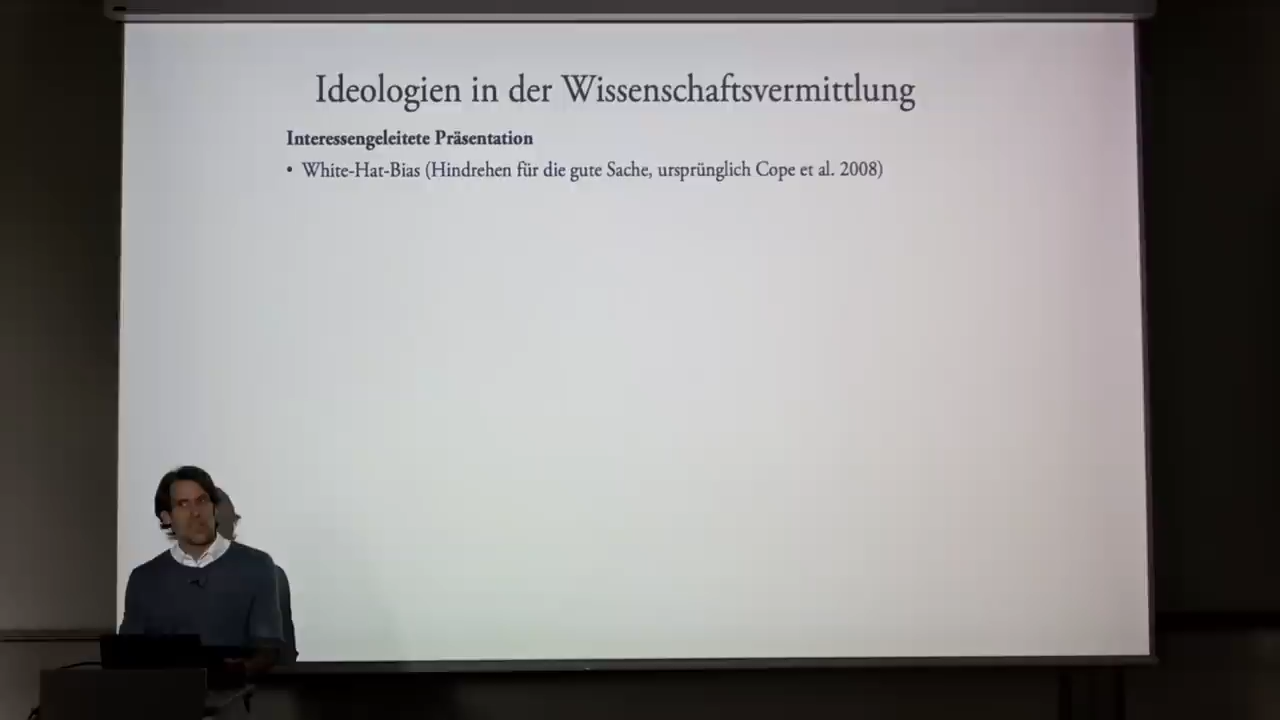 Ideologien in der Wissenschaftsvermittlung
Interessengeleitete Präsentation
• White-Hat-Bias (Hindrehen für die gute Sache, ursprünglich Cope et al. 2008)